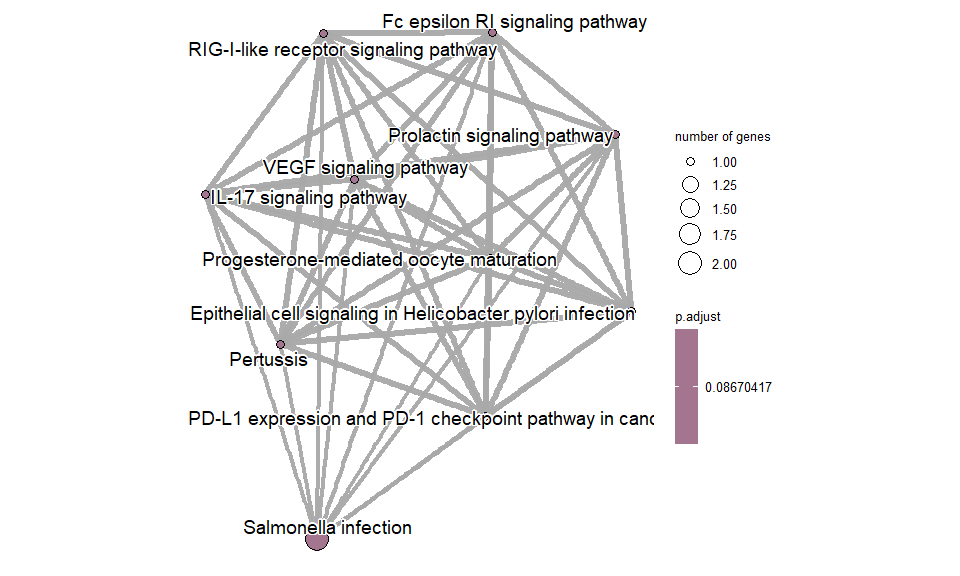 Fc epsilon RI signaling pathway
RIG-I-like receptor signaling pathway
Prolactin signaling pathway
VEGF signaling pathway
IL-17 signaling pathway
Progesterone-mediated oocyte maturation
Epithelial cell signaling in Helicobacter pylori infection
Pertussis
PD-L1 expression and PD-1 checkpoint pathway in canc
Salmonella infection
number of genes
1.00
1.25
1.50
1.75
2.00
p.adjust
0.08670417